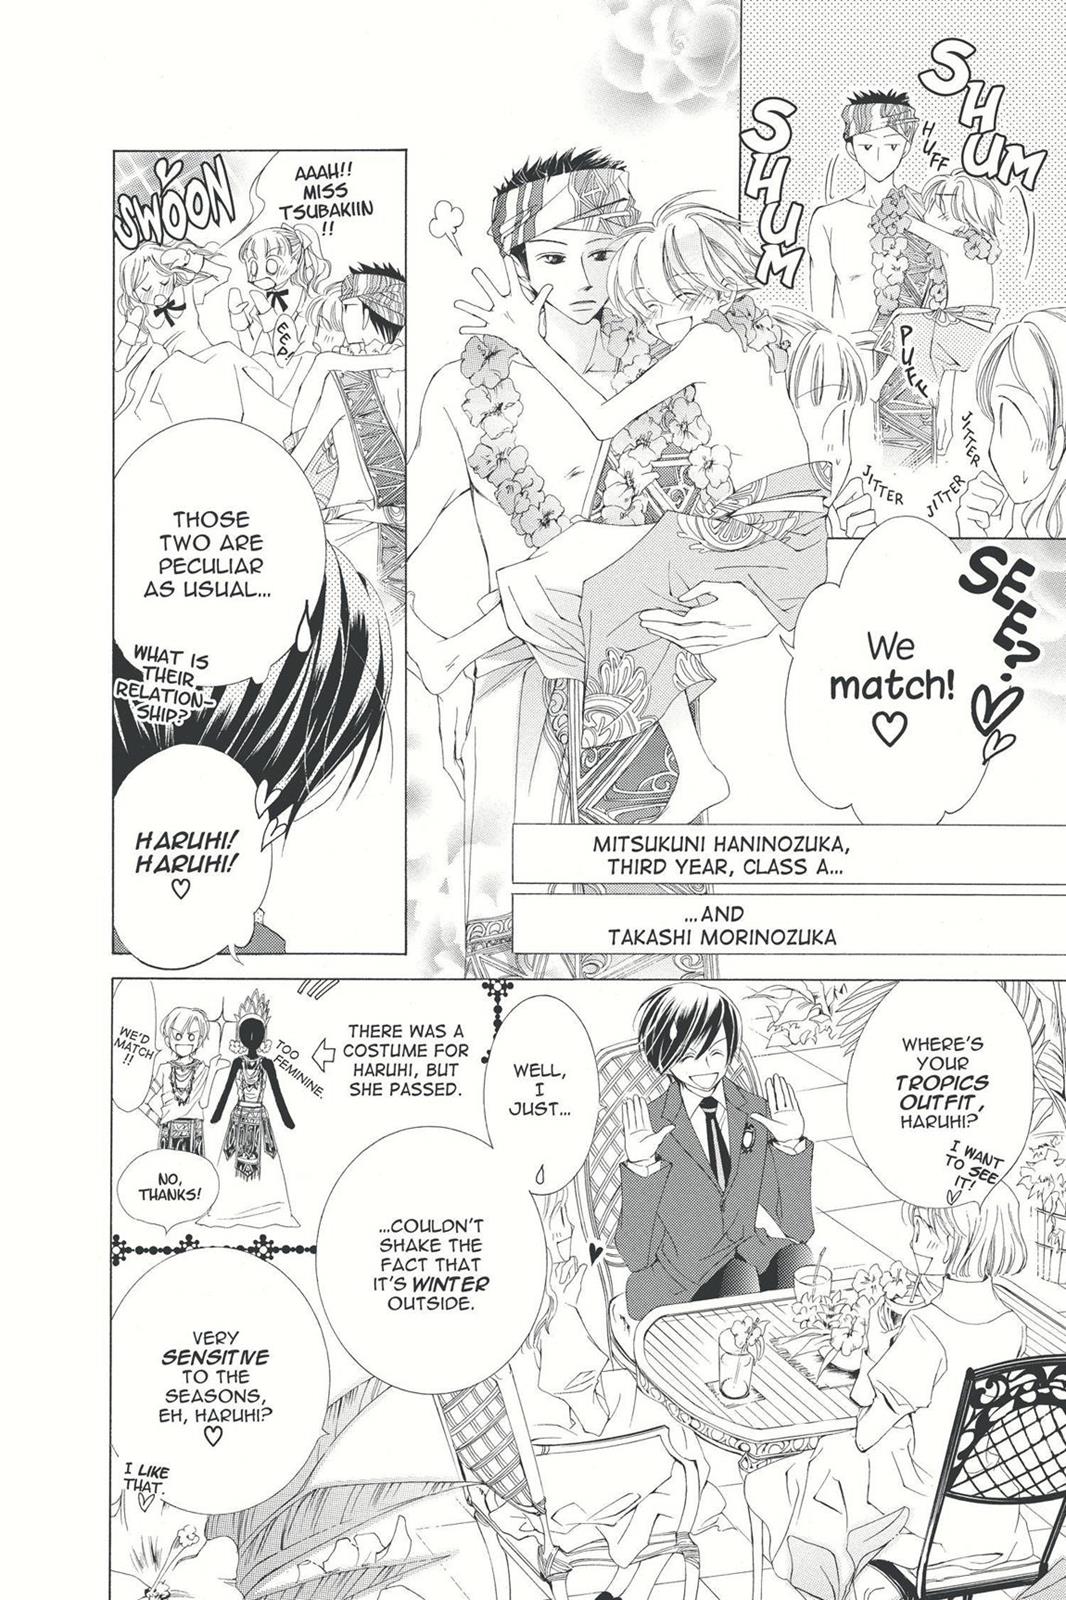 SHUM
SHUM
HUFF
PUFF
JITTER
JITTER
JITTER
SEE?
We
match!
MITSUKUNI HANINOZUKA,
THIRD YEAR, CLASS A...
...AND
TAKASHI MORINOZUKA
SWOON
AAAH!!
MISS
TSUBAKIIN
!!
EEP!
THOSE
TWO ARE
PECULIAR
AS USUAL...
WHAT IS
THEIR
RELATION-
SHIP?
HARUHI!
HARUHI!
WHERE'S
YOUR
TROPICS
OUTFIT,
HARUHI?
I WANT
TO SEE
IT!
WELL,
I
JUST...
...COULDN'T
SHAKE THE
FACT THAT
IT'S WINTER
OUTSIDE.
THERE WAS A
COSTUME FOR
HARUHI, BUT
SHE PASSED.
TOO
FEMININE.
WE'D
MATCH
!!
NO,
THANKS!
VERY
SENSITIVE
TO THE
SEASONS,
EH, HARUHI?
I LIKE
THAT.